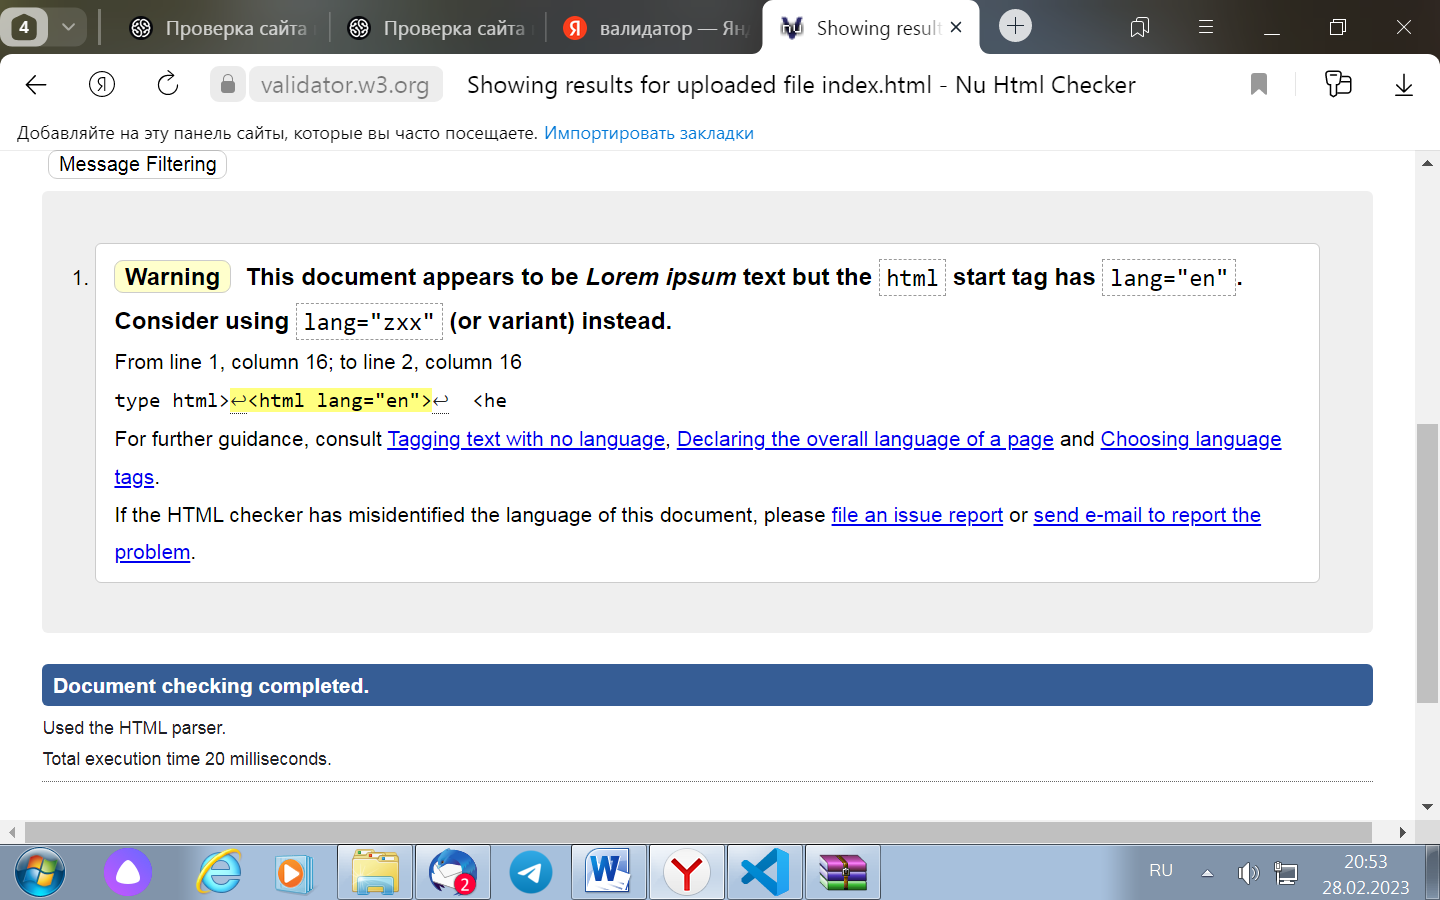 4
Проверка сайта
Проверка сайта
Я валидатор — Ян
nu Showing result
Я validator.w3.org Showing results for uploaded file index.html - Nu Html Checker
Добавляйте на эту панель сайты, которые вы часто посещаете. Импортировать закладки
Message Filtering
1. Warning This document appears to be Lorem ipsum text but the html start tag has lang="en".
Consider using lang="zxx" (or variant) instead.
From line 1, column 16; to line 2, column 16
type html>↩<html lang="en">↩  <he
For further guidance, consult Tagging text with no language, Declaring the overall language of a page and Choosing language
tags.
If the HTML checker has misidentified the language of this document, please file an issue report or send e-mail to report the
problem.
Document checking completed.
Used the HTML parser.
Total execution time 20 milliseconds.
2
W
RU
20:53
28.02.2023